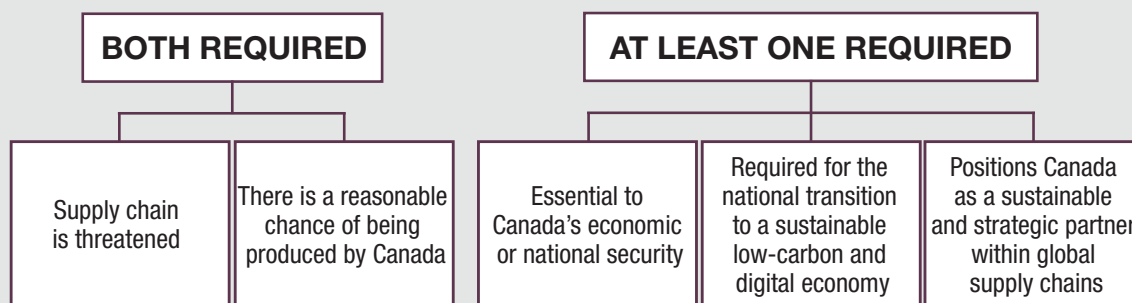 BOTH REQUIRED
AT LEAST ONE REQUIRED
Supply chain
is threatened
There is a reasonable
chance of being
produced by Canada
Essential to
Canada's economic
or national security
Required for the
national transition
to a sustainable
low-carbon and
digital economy
Positions Canada
as a sustainable
and strategic partner
within global
supply chains